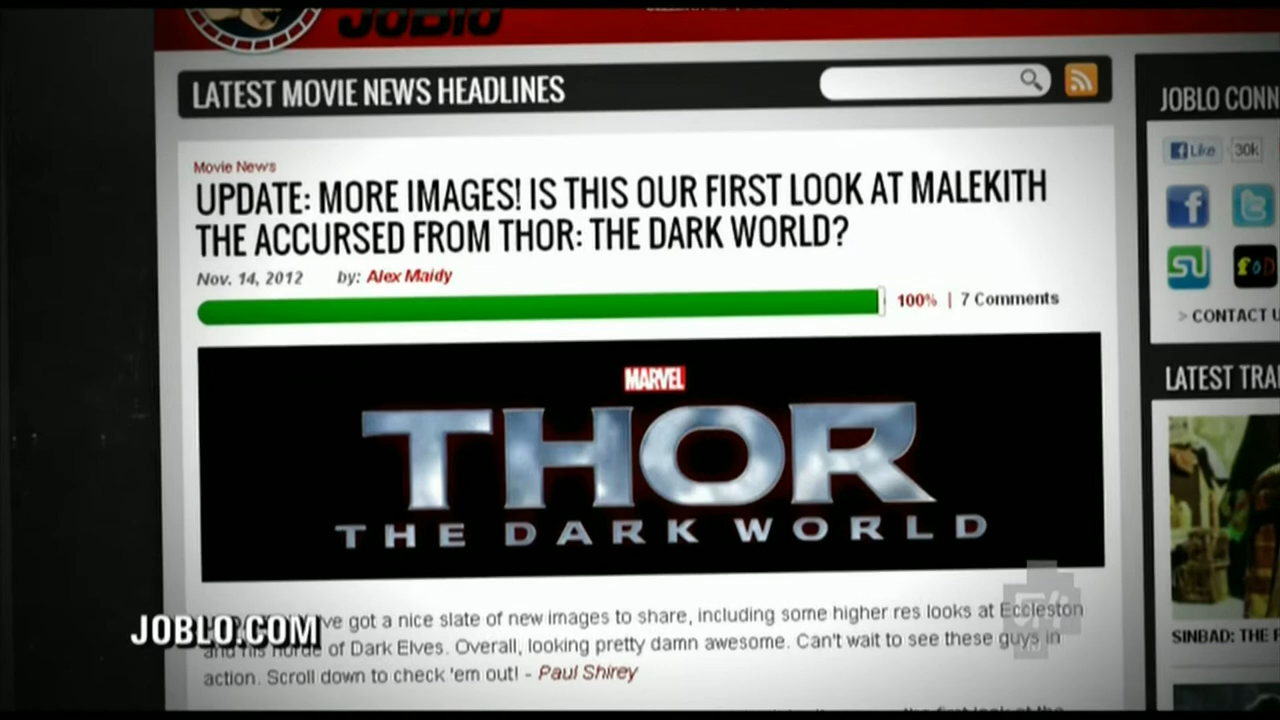 JOBLO
LATEST MOVIE NEWS HEADLINES
JOBLO CONN
Movie News
UPDATE: MORE IMAGES! IS THIS OUR FIRST LOOK AT MALEKITH
THE ACCURSED FROM THOR: THE DARK WORLD?
Nov. 14, 2012 by: Alex Maidy
100% | 7 Comments
Like 30k
> CONTACT U
MARVEL
THOR
THE DARK WORLD
LATEST TRA
've got a nice slate of new images to share, including some higher res looks at Eccleston
and his horde of Dark Elves. Overall, looking pretty damn awesome. Can't wait to see these guys in
action. Scroll down to check 'em out! - Paul Shirey
JOBLO.COM
SINBAD: THE F